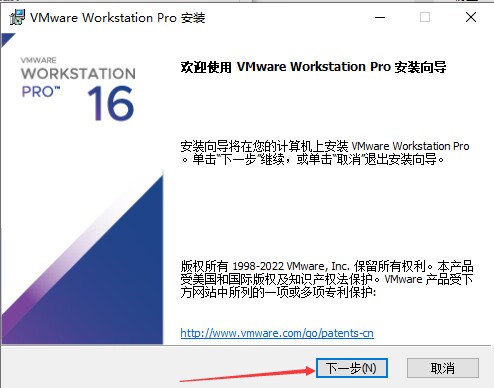 VMware Workstation Pro 安装
VMWARE
WORKSTATION
PRO™ 16
欢迎使用 VMware Workstation Pro 安装向导
安装向导将在您的计算机上安装 VMware Workstation Pro
。单击“下一步”继续，或单击“取消”退出安装向导。
版权所有 1998-2022 VMware, Inc. 保留所有权利。本产品
受美国和国际版权及知识产权法保护。VMware 产品受下
方网站中所列的一项或多项专利保护:
http://www.vmware.com/go/patents-cn
下一步(N)
取消